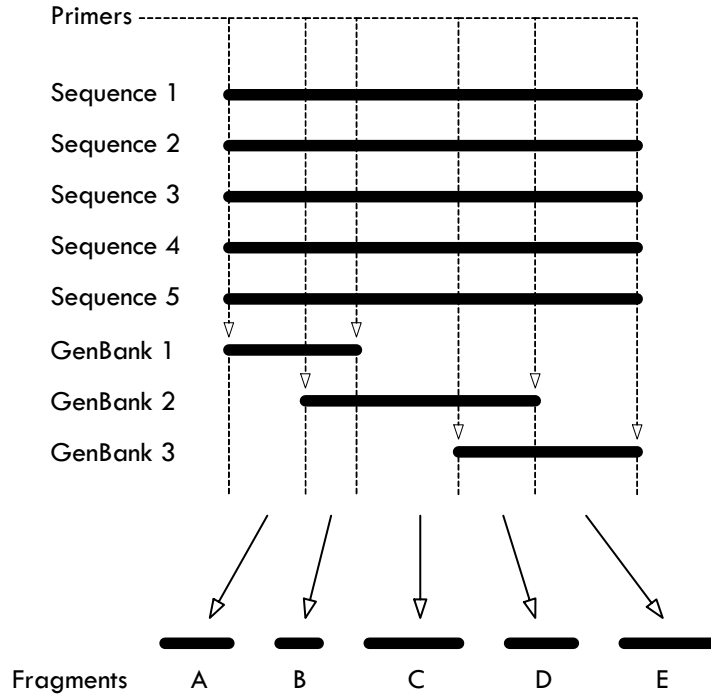 Primers
Sequence 1
Sequence 2
Sequence 3
Sequence 4
Sequence 5
GenBank 1
GenBank 2
GenBank 3
Fragments A B C D E